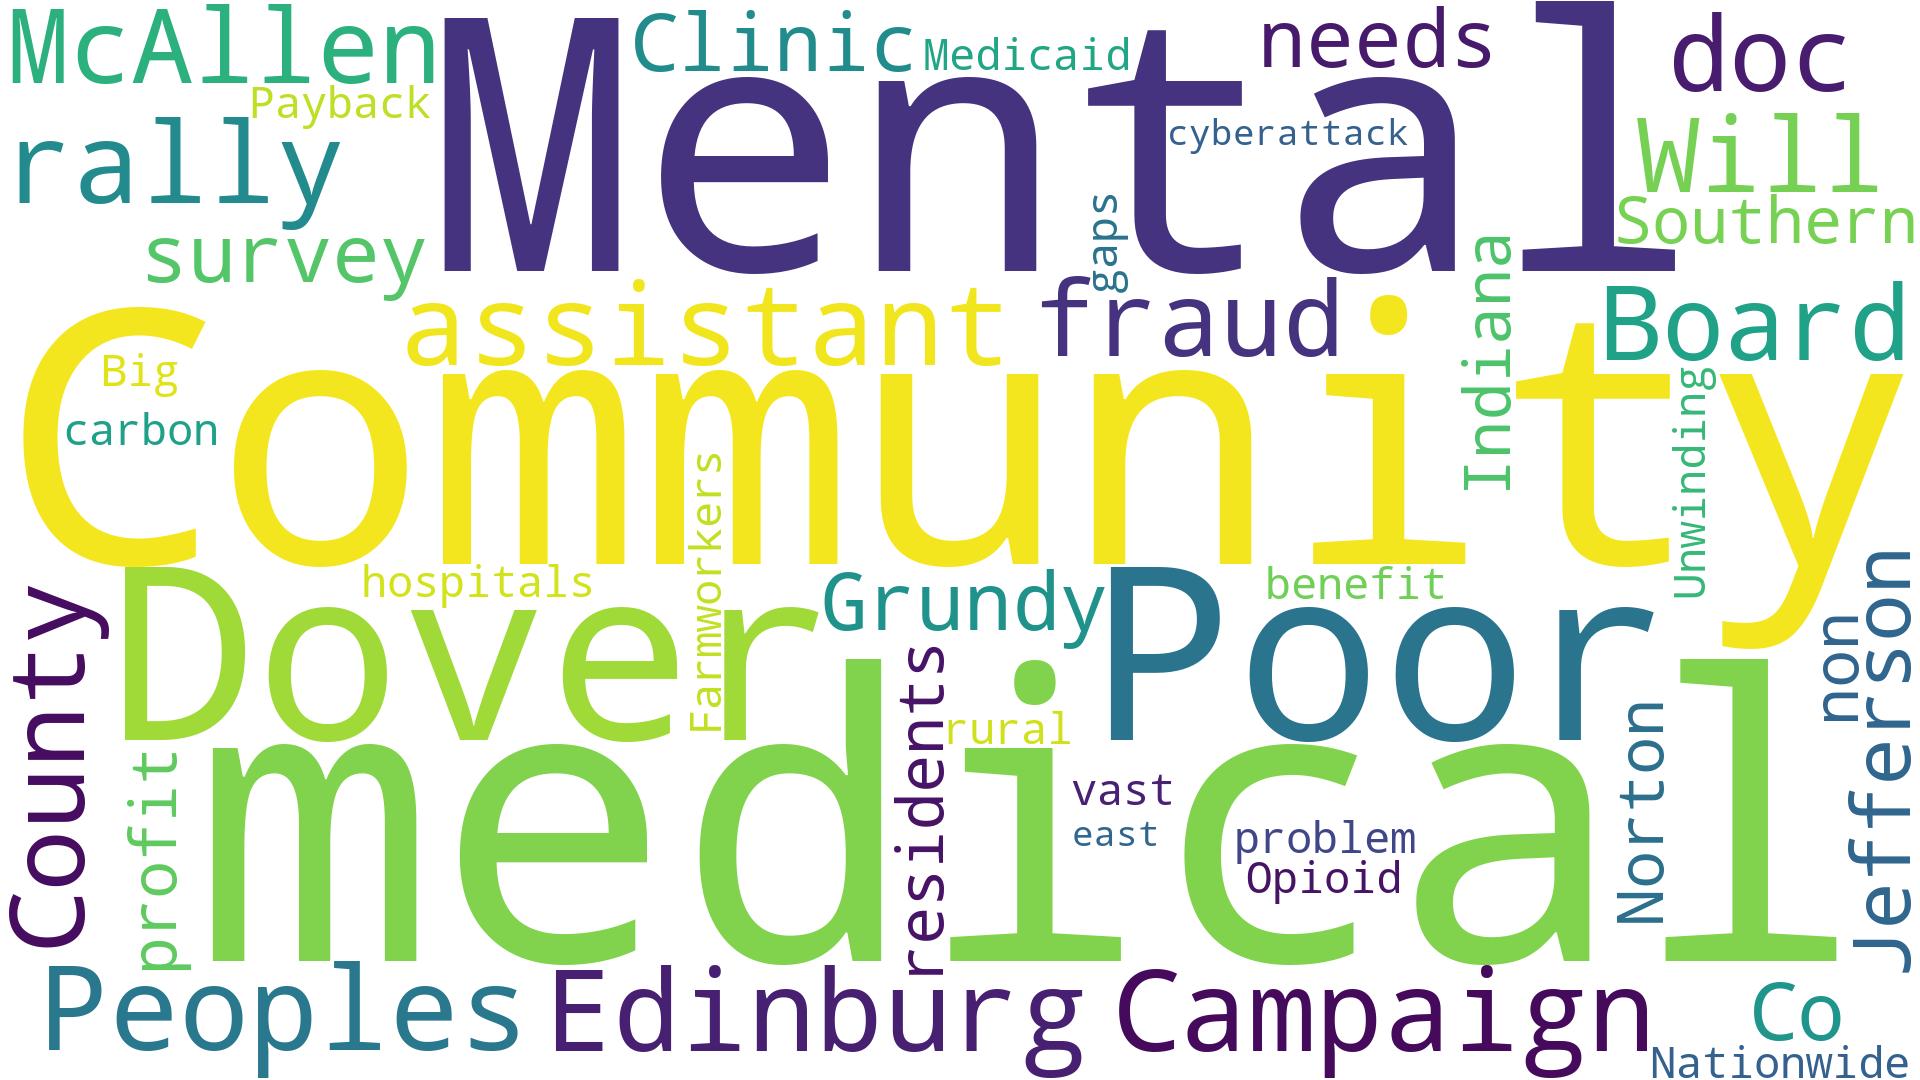 McAllen
Mental
Clinic
Medicaid
needs
doc
Payback
rally
cyberattack
Will
Southern
survey
gaps
Indiana
assistant
fraud
Board
Community
Big
carbon
Unwinding
Farmworkers
hospitals
Dover
Grundy
Poor
benefit
County
non
Jefferson
residents
rural
medical
profit
vast
east
problem
Opioid
Norton
Peoples
Edinburg
Campaign
Co
Nationwide